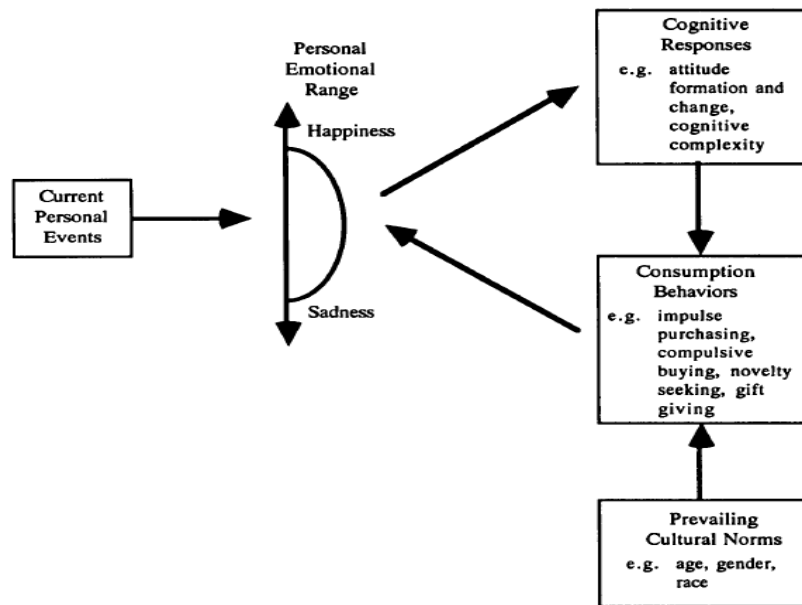 Personal
Emotional
Range
Happiness
Sadness
Current
Personal
Events
Cognitive
Responses
e.g. attitude
formation and
change,
cognitive
complexity
Consumption
Behaviors
e.g. impulse
purchasing,
compulsive
buying, novelty
seeking, gift
giving
Prevailing
Cultural Norms
e.g. age, gender,
race